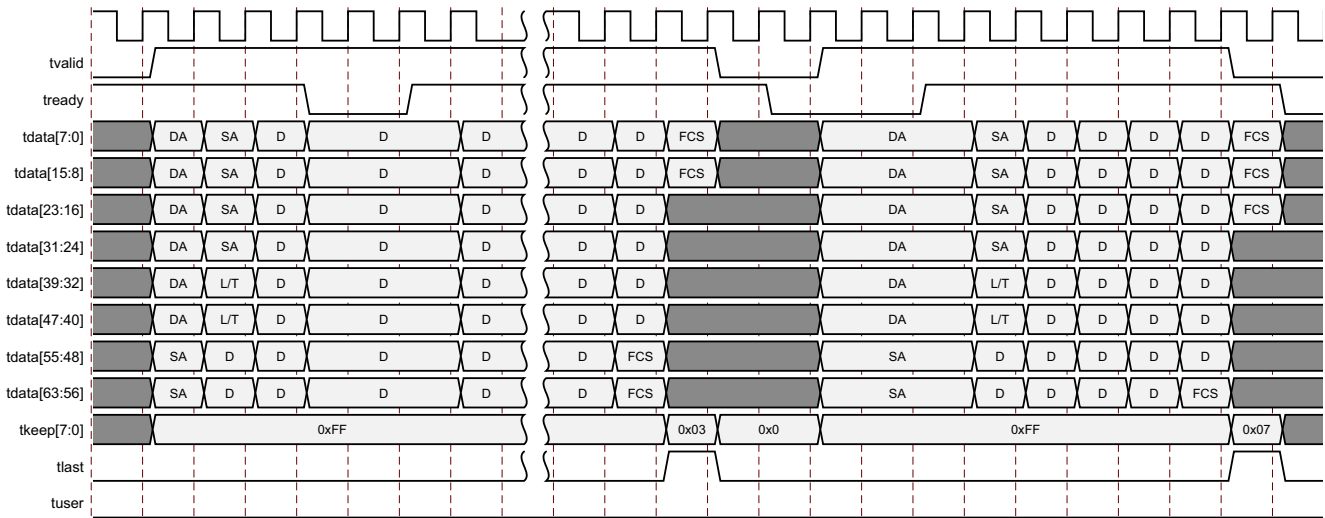 tvalid
tready
tdata[7:0] DA SA D D D D D FCS DA SA D D D D FCS
tdata[15:8] DA SA D D D D D FCS DA SA D D D D FCS
tdata[23:16] DA SA D D D D D DA SA D D D D FCS
tdata[31:24] DA SA D D D D D DA SA D D D D
tdata[39:32] DA L/T D D D D D DA L/T D D D D
tdata[47:40] DA L/T D D D D D DA L/T D D D D
tdata[55:48] SA D D D D D FCS SA D D D D D
tdata[63:56] SA D D D D D FCS SA D D D D FCS
tkeep[7:0] 0xFF 0x03 0x0 0xFF 0x07
tlast
tuser